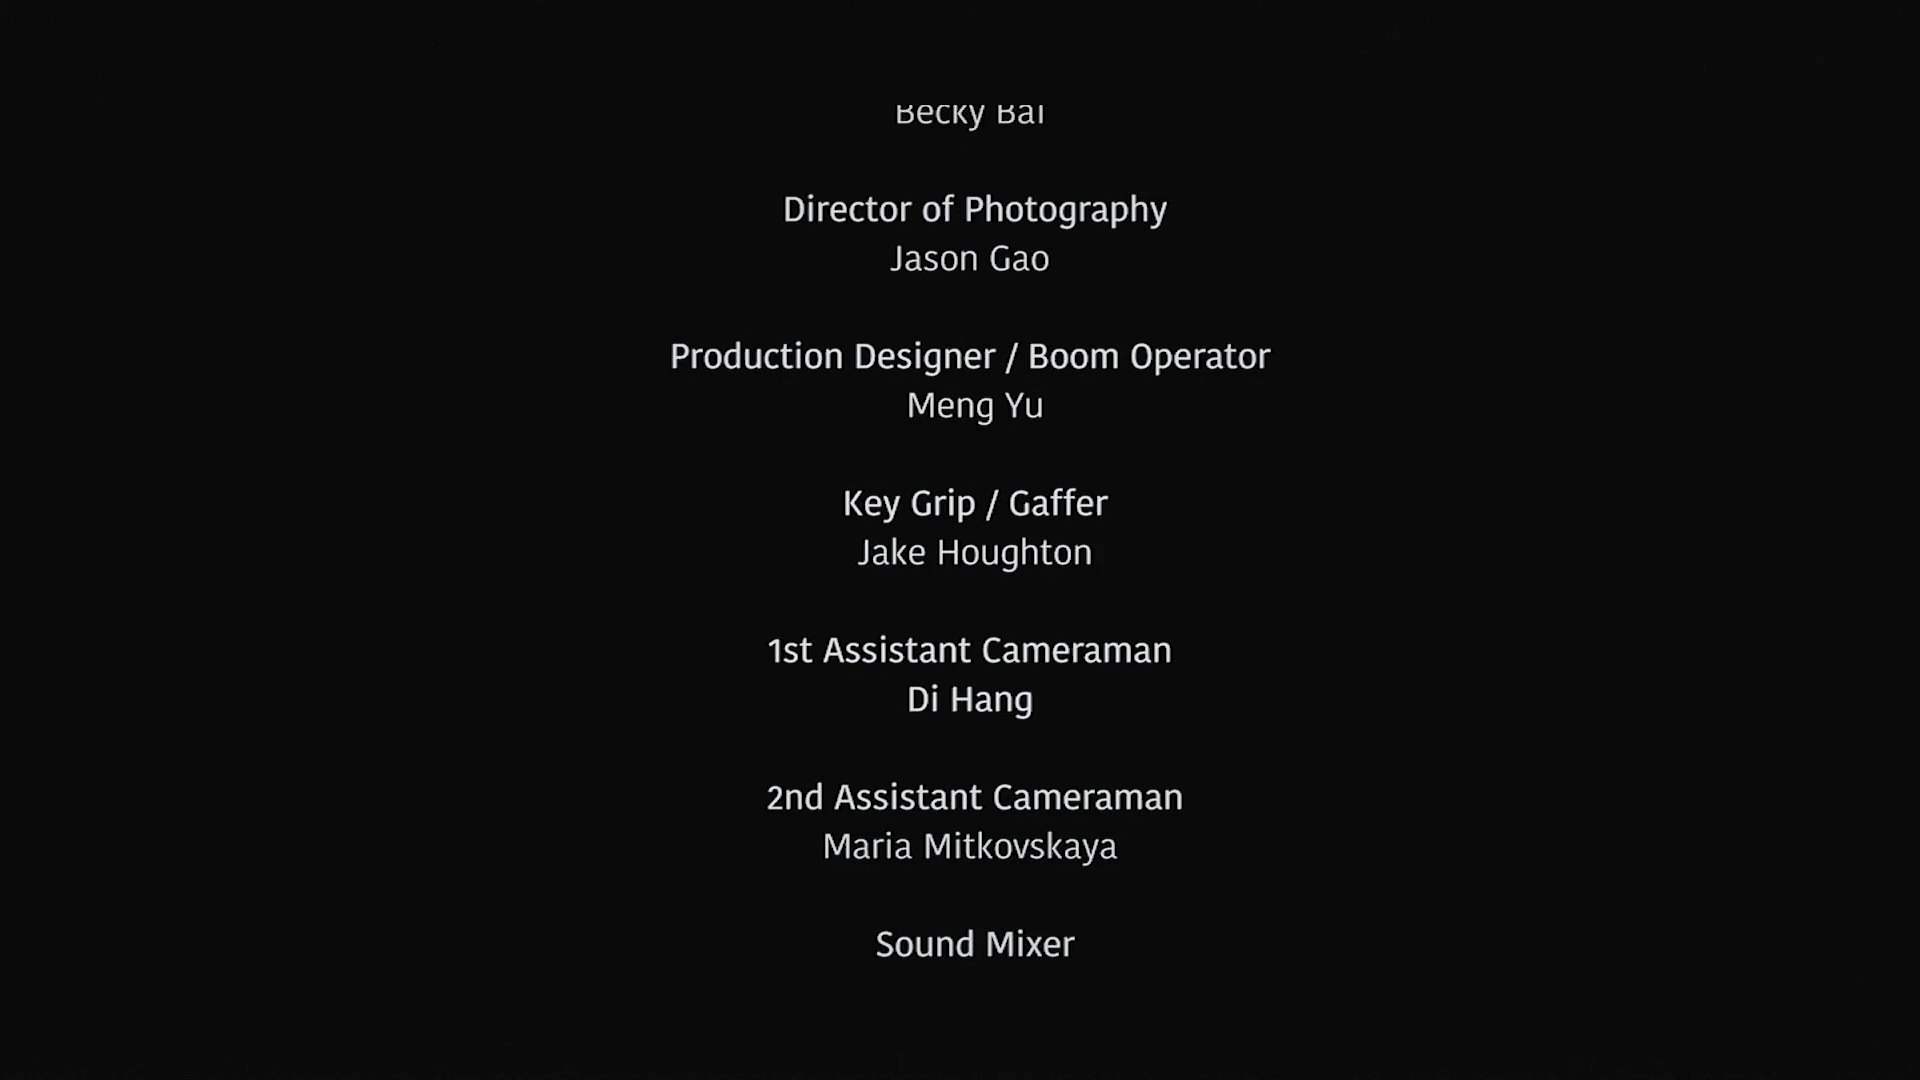 Becky Bai
Director of Photography
Jason Gao
Production Designer / Boom Operator
Meng Yu
Key Grip / Gaffer
Jake Houghton
1st Assistant Cameraman
Di Hang
2nd Assistant Cameraman
Maria Mitkovskaya
Sound Mixer